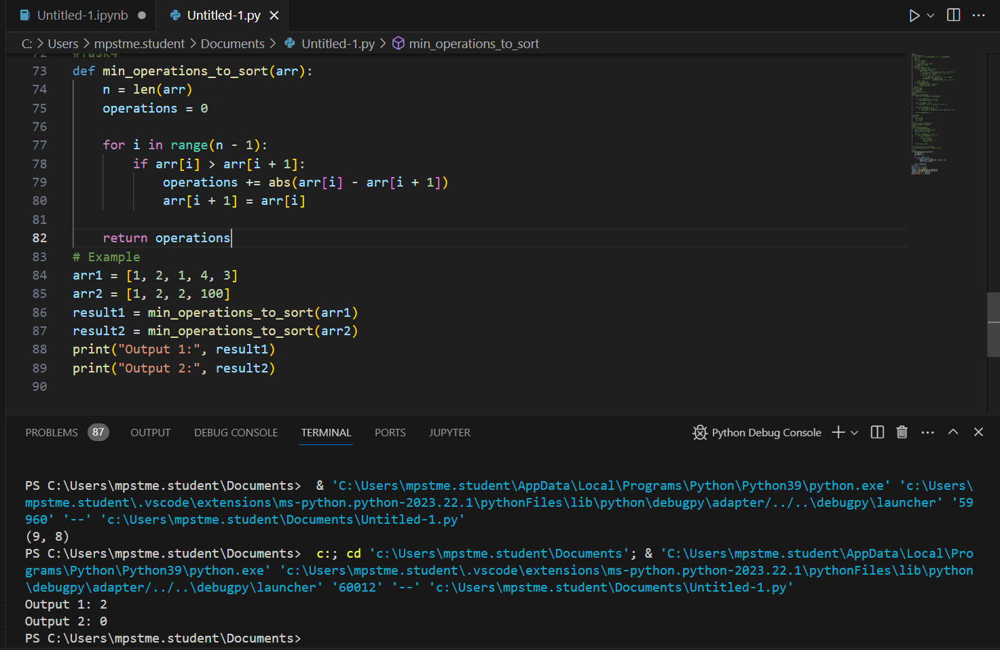 Untitled-1.ipynb Untitled-1.py
C: > Users > mpstme.student > Documents > Untitled-1.py > min_operations_to_sort
72 #Task4
73 def min_operations_to_sort(arr):
74 n = len(arr)
75 operations = 0
76
77 for i in range(n - 1):
78 if arr[i] > arr[i + 1]:
79 operations += abs(arr[i] - arr[i + 1])
80 arr[i + 1] = arr[i]
81
82 return operations
83 # Example
84 arr1 = [1, 2, 1, 4, 3]
85 arr2 = [1, 2, 2, 100]
86 result1 = min_operations_to_sort(arr1)
87 result2 = min_operations_to_sort(arr2)
88 print("Output 1:", result1)
89 print("Output 2:", result2)
90
PROBLEMS 87 OUTPUT DEBUG CONSOLE TERMINAL PORTS JUPYTER Python Debug Console
PS C:\Users\mpstme.student\Documents>  & 'C:\Users\mpstme.student\AppData\Local\Programs\Python\Python39\python.exe' 'c:\Users\
mpstme.student\.vscode\extensions\ms-python.python-2023.22.1\pythonFiles\lib\python\debugpy\adapter/../..\debugpy\launcher' '59
960' '--' 'c:\Users\mpstme.student\Documents\Untitled-1.py'
(9, 8)
PS C:\Users\mpstme.student\Documents>  c:; cd 'c:\Users\mpstme.student\Documents'; & 'C:\Users\mpstme.student\AppData\Local\Pro
grams\Python\Python39\python.exe' 'c:\Users\mpstme.student\.vscode\extensions\ms-python.python-2023.22.1\pythonFiles\lib\python
\debugpy\adapter/../..\debugpy\launcher' '60012' '--' 'c:\Users\mpstme.student\Documents\Untitled-1.py'
Output 1: 2
Output 2: 0
PS C:\Users\mpstme.student\Documents>